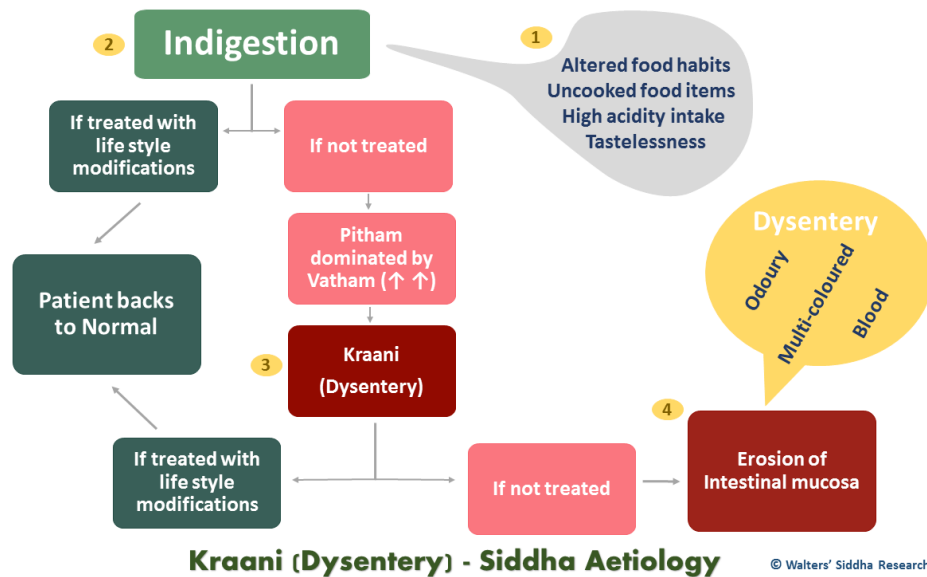 2
Indigestion
1
Altered food habits
Uncooked food items
High acidity intake
Tastelessness
If treated with
life style
modifications
If not treated
Pitham
dominated by
Vatham (↑ ↑)
Patient backs
to Normal
3
Kraani
(Dysentery)
Dysentery
Odoury
Multi-coloured
Blood
4
Erosion of
Intestinal mucosa
If treated with
life style
modifications
If not treated
Kraani (Dysentery) - Siddha Aetiology
© Walters' Siddha Research